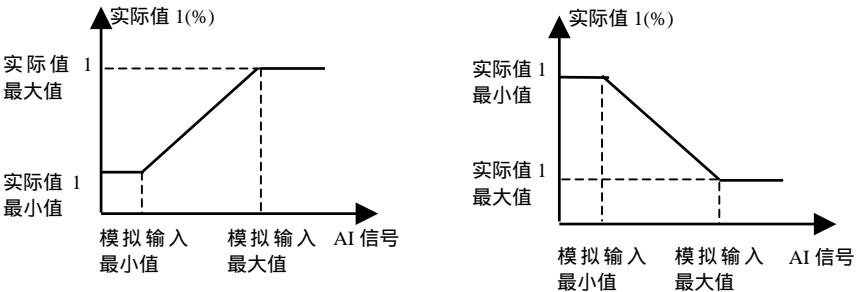 实际值 1(%)
实际值 1
最大值
实际值 1
最小值
模拟输入
最小值
模拟输入
最大值
AI 信号
实际值 1(%)
实际值 1
最小值
实际值 1
最大值
模拟输入
最小值
模拟输入
最大值
AI 信号